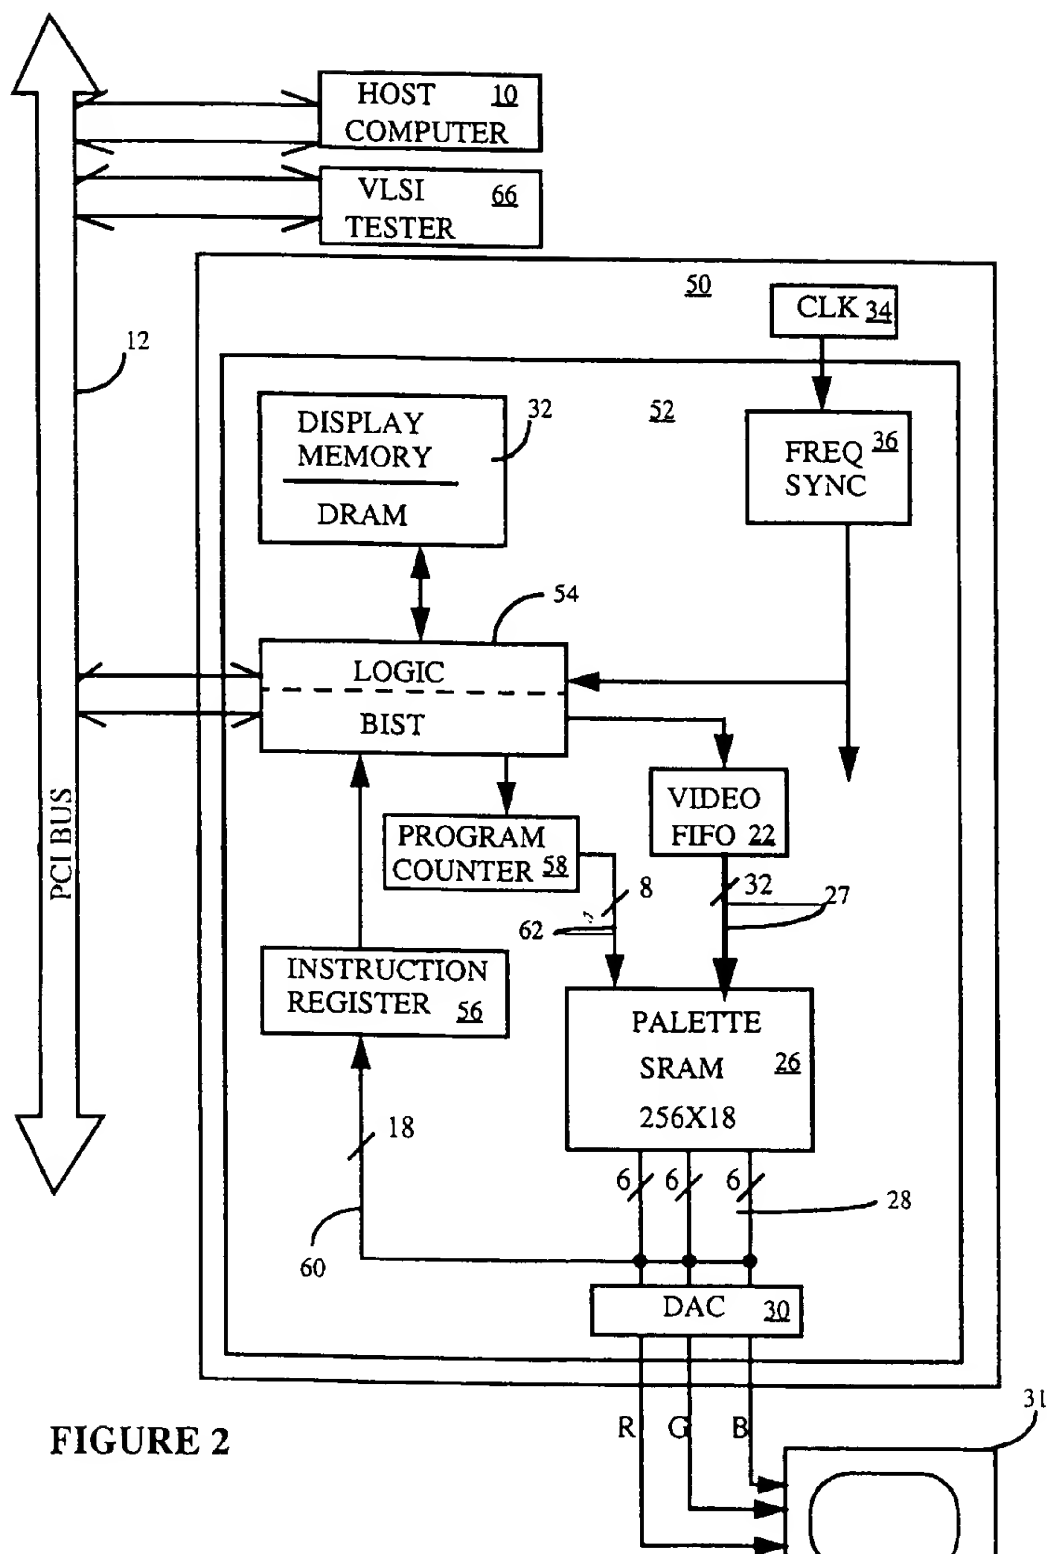 HOST 10
COMPUTER
VLSI 66
TESTER
50
CLK 34
12
DISPLAY
MEMORY
DRAM
32
52
FREQ 36
SYNC
54
LOGIC
BIST
PCI BUS
VIDEO
FIFO 22
PROGRAM
COUNTER 58
8
32
27
62
INSTRUCTION
REGISTER 56
PALETTE
SRAM 26
256X18
18
6 6 6
28
60
DAC 30
R G B
31
FIGURE 2